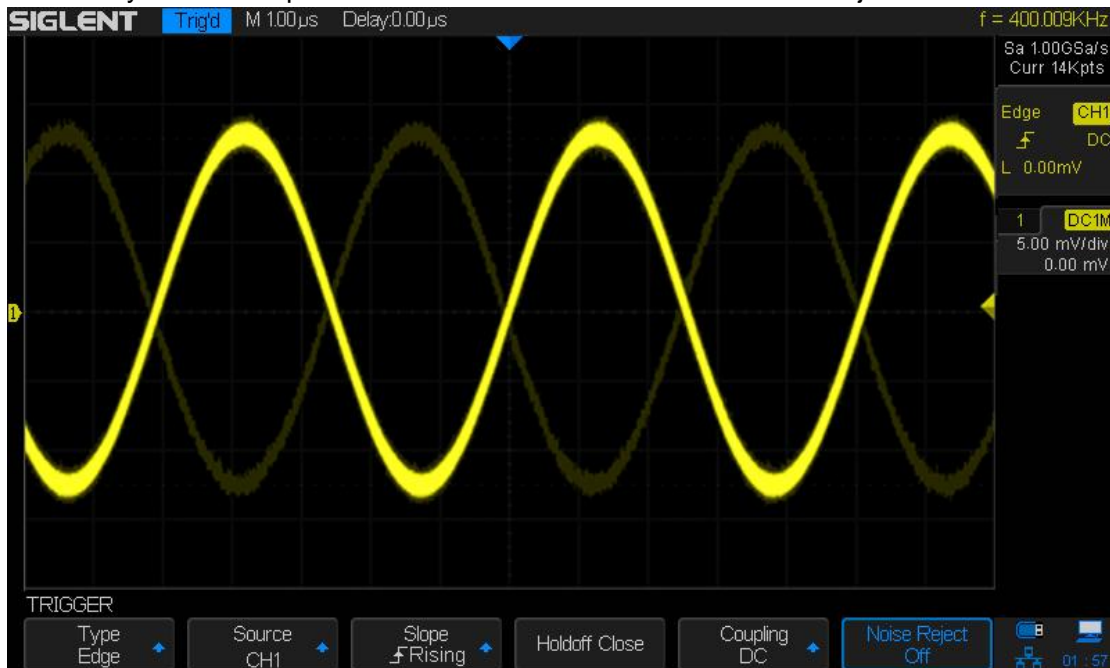 SIGLENT Trig'd M 1.00µs Delay:0.00µs f = 400.009KHz
Sa 1.00GSa/s
Curr 14Kpts
Edge CH1
DC
L 0.00mV
1 DC1M
5.00 mV/div
0.00 mV
1
TRIGGER
Type
Edge
Source
CH1
Slope
Rising
Holdoff Close
Coupling
DC
Noise Reject
Off
01:57